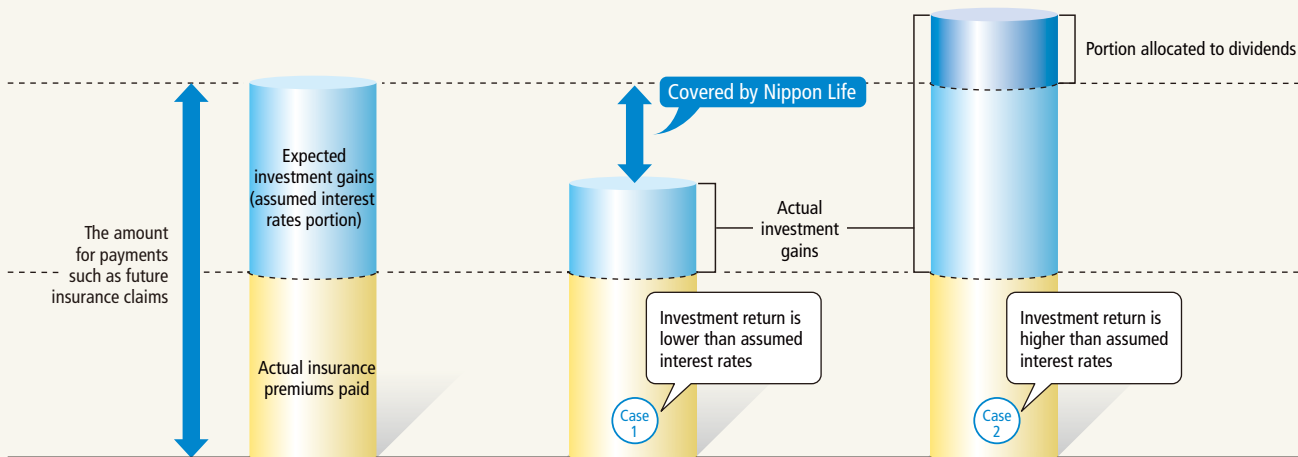 The amount
for payments
such as future
insurance claims
Expected
investment gains
(assumed interest
rates portion)
Actual insurance
premiums paid
Covered by Nippon Life
Investment return is
lower than assumed
interest rates
Case
1
Actual
investment
gains
Portion allocated to dividends
Investment return is
higher than assumed
interest rates
Case
2